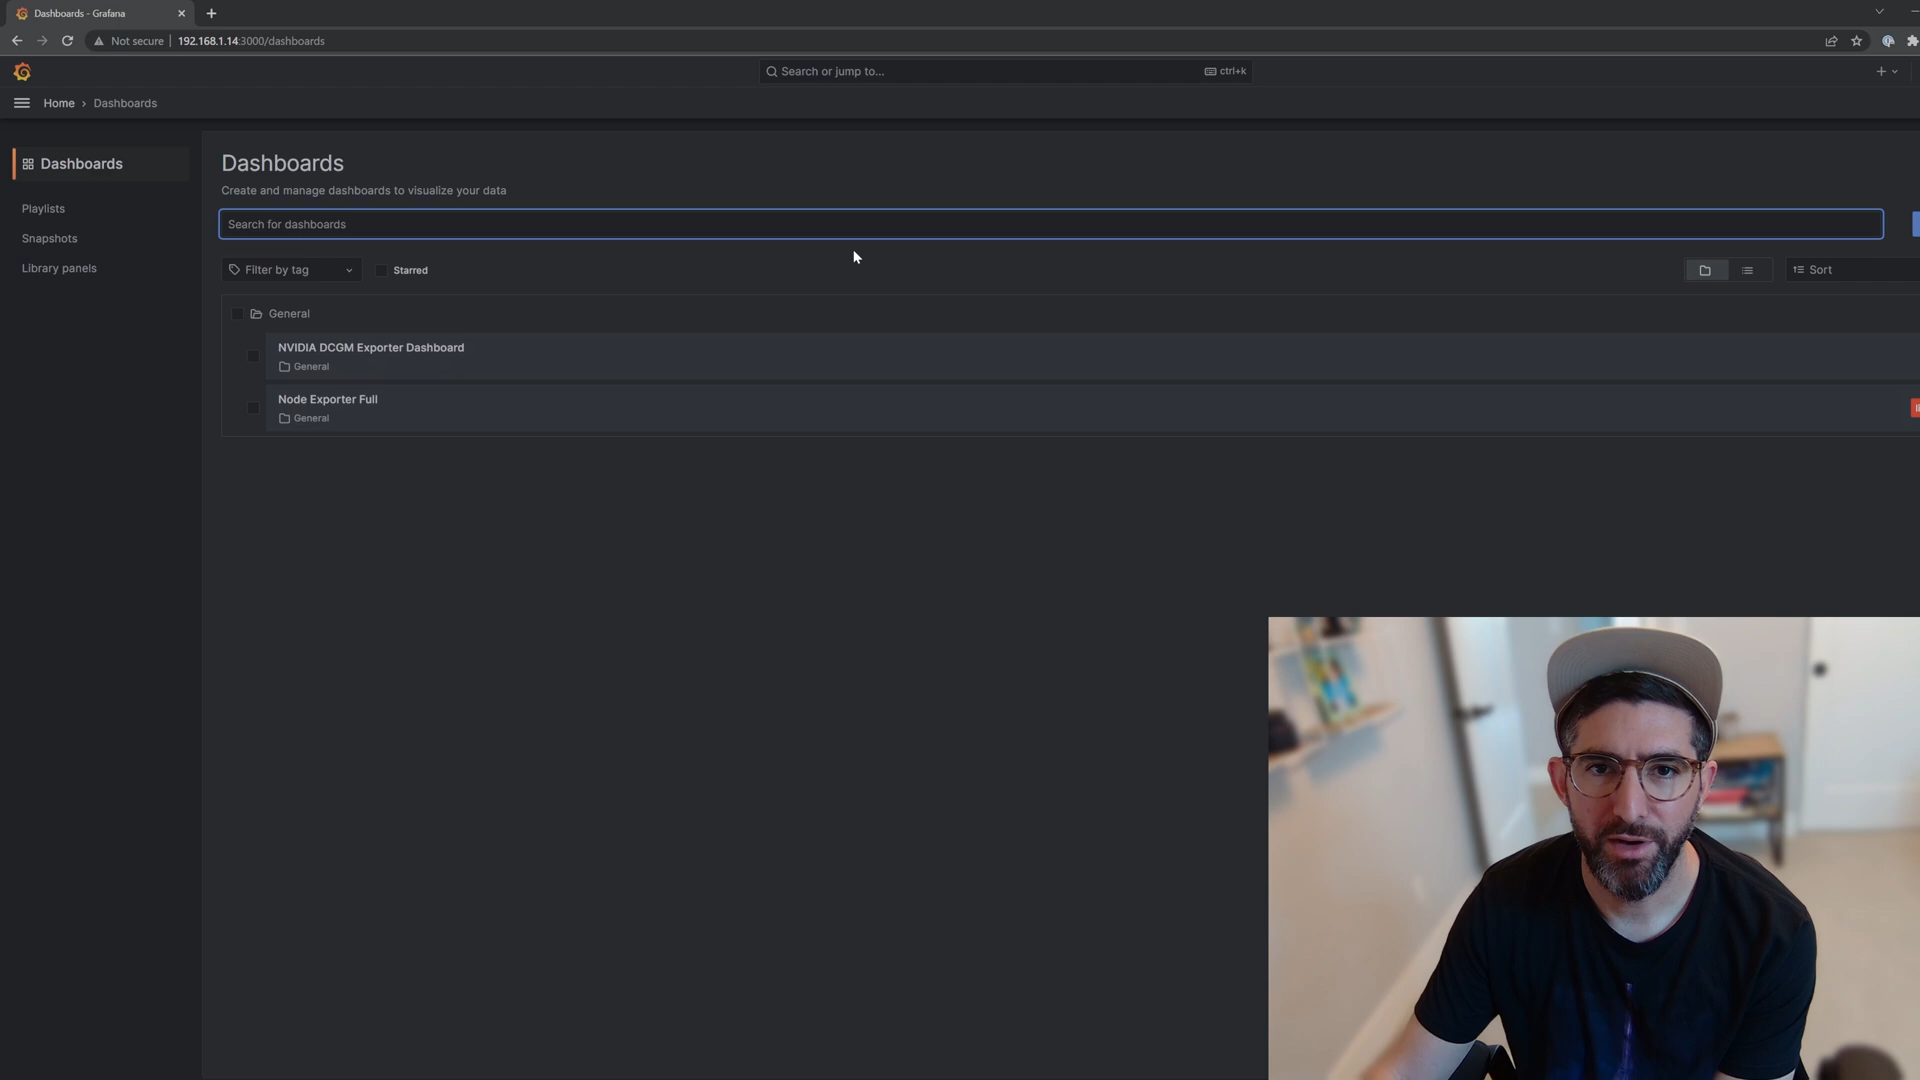 Dashboards - Grafana
Not secure
192.168.1.14:3000/dashboards
Search or jump to...
ctrl+k
Home › Dashboards
Dashboards
Playlists
Snapshots
Library panels
Dashboards
Create and manage dashboards to visualize your data
Search for dashboards
Filter by tag
Starred
Sort
General
NVIDIA DCGM Exporter Dashboard
General
Node Exporter Full
General